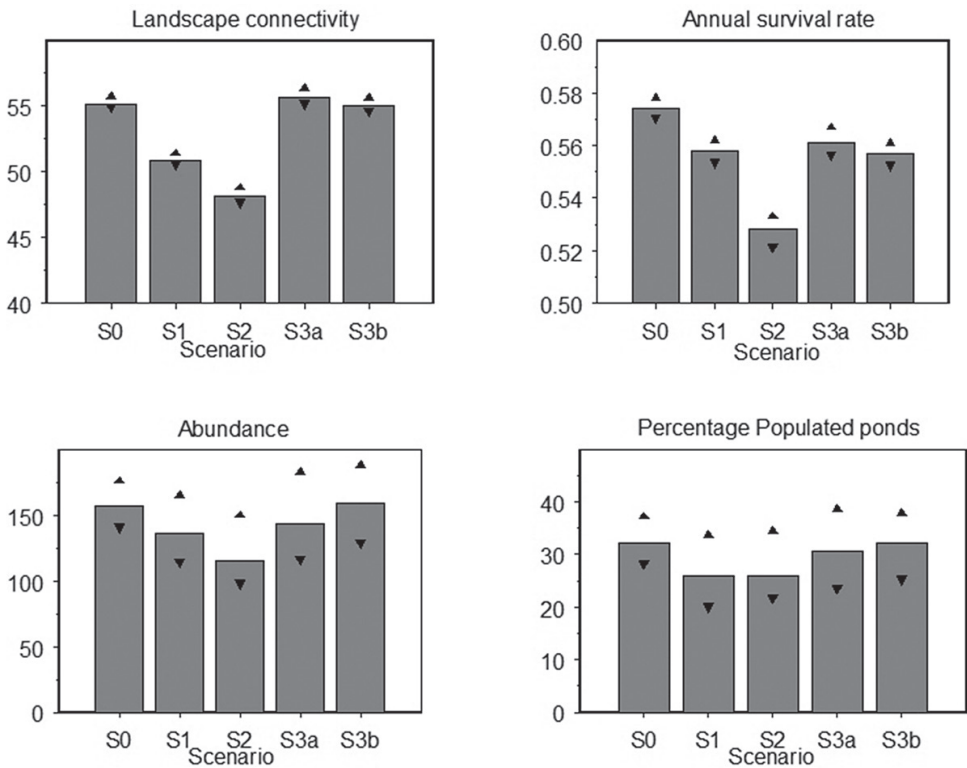 Landscape connectivity
55
50
45
40
S0 S1 S2 S3a S3b
Scenario
Annual survival rate
0.60
0.58
0.56
0.54
0.52
0.50
S0 S1 S2 S3a S3b
Scenario
Abundance
150
100
50
0
S0 S1 S2 S3a S3b
Scenario
Percentage Populated ponds
40
30
20
10
0
S0 S1 S2 S3a S3b
Scenario